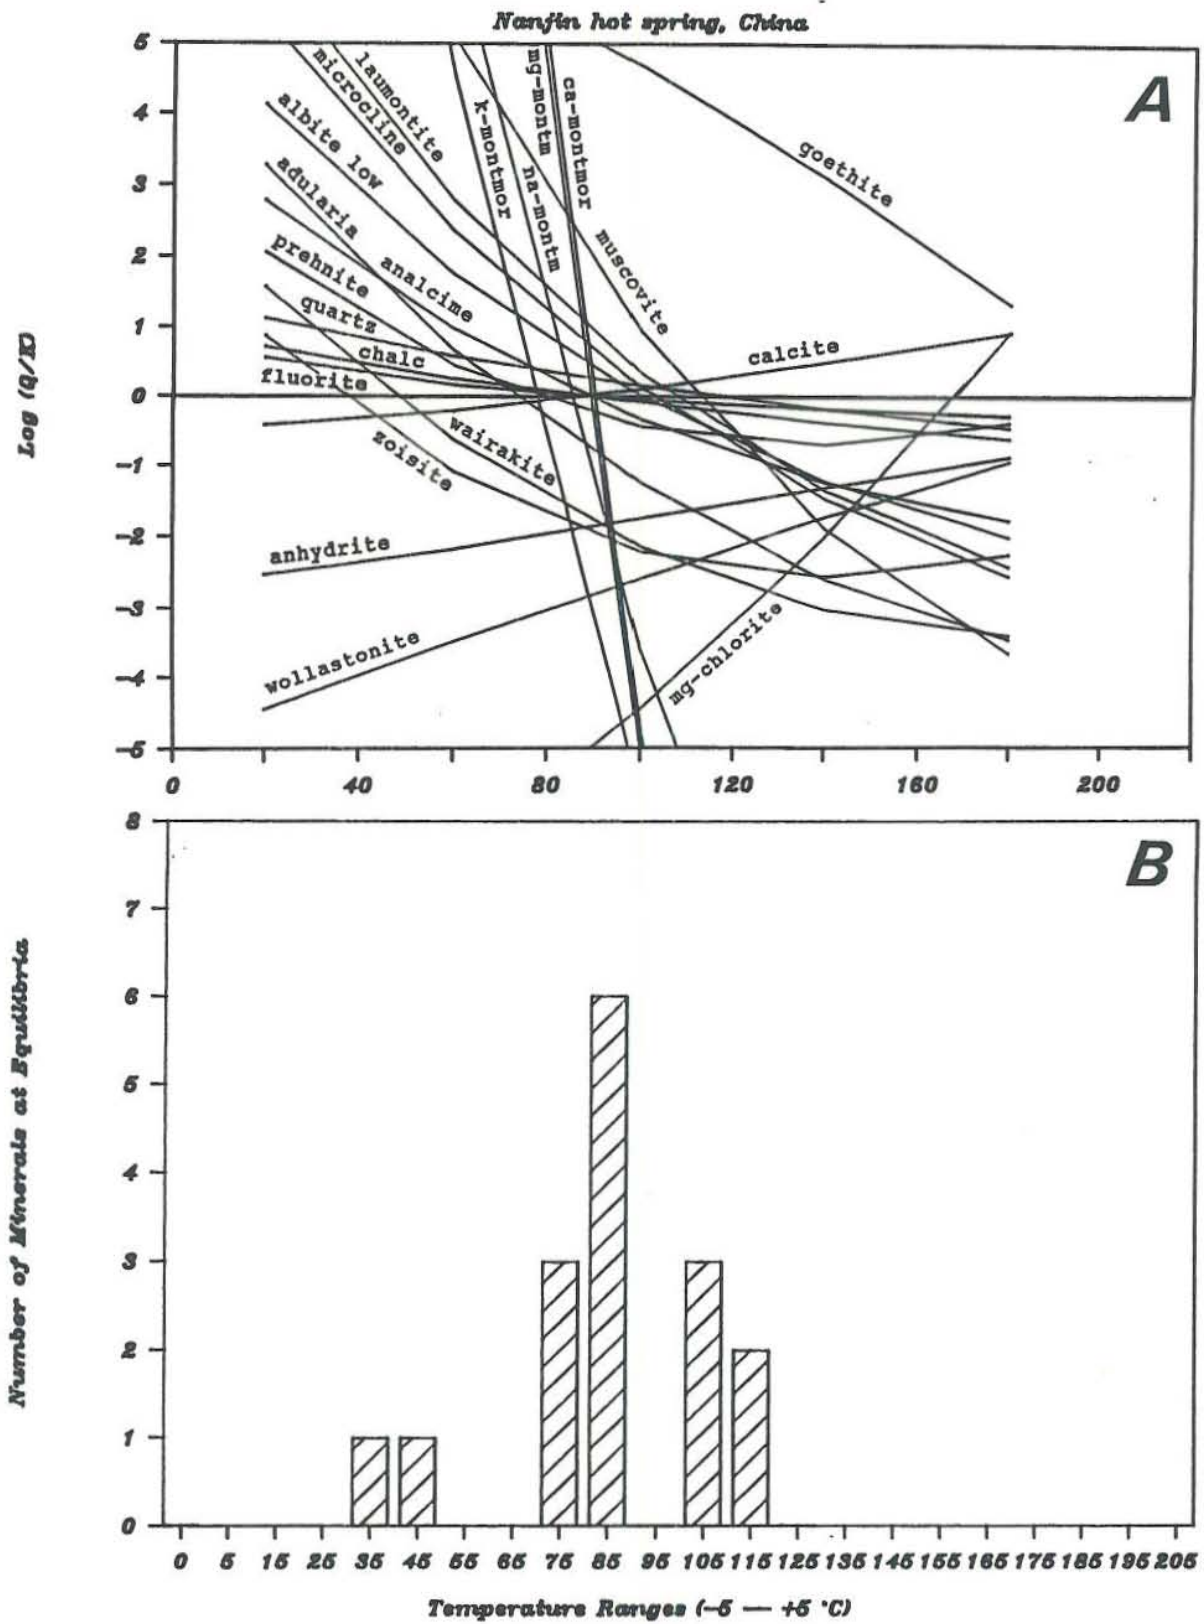 Nanjin hot spring, China
A
Log (Q/K)
5
4
3
2
1
0
-1
-2
-3
-4
-5
laumontite
microcline
albite low
adularia
prehnite
analcime
quartz
chalc
fluorite
zoisite
wairakite
anhydrite
wollastonite
k-montmor
na-montm
mg-montm
ca-montmor
muscovite
goethite
calcite
mg-chlorite
0 40 80 120 160 200
B
Number of Minerals at Equilibria
8
7
6
5
4
3
2
1
0
0 5 15 25 35 45 55 65 75 85 95 105 115 125 135 145 155 165 175 185 195 205
Temperature Ranges (-5 — +5 °C)